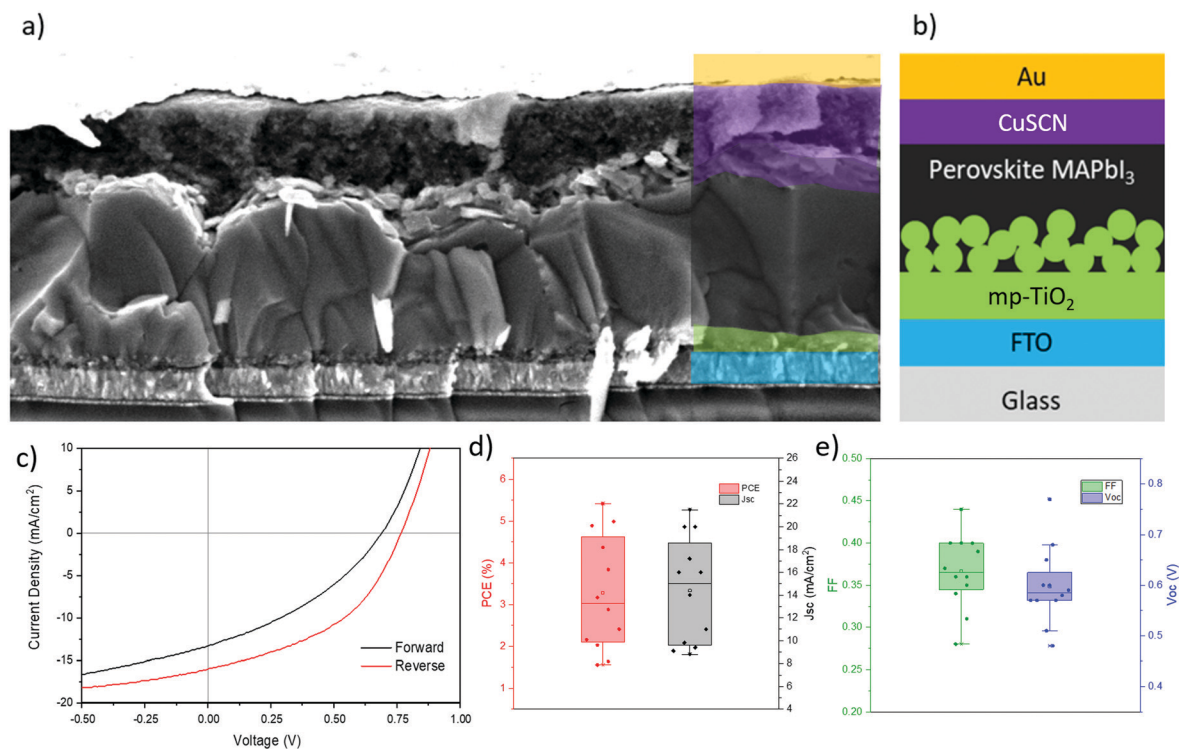 a)
b)
Au
CuSCN
Perovskite MAPbI₃
mp-TiO₂
FTO
Glass
c)
10
5
0
-5
-10
-15
-20
Current Density (mA/cm²)
Forward
Reverse
-0.50
-0.25
0.00
0.25
0.50
0.75
1.00
Voltage (V)
d)
6
5
4
3
2
1
PCE (%)
PCE
Jsc
26
24
22
20
18
16
14
12
10
8
6
4
Jsc (mA/cm²)
e)
0.50
0.45
0.40
0.35
0.30
0.25
0.20
FF
FF
Voc
0.8
0.7
0.6
0.5
0.4
Voc (V)